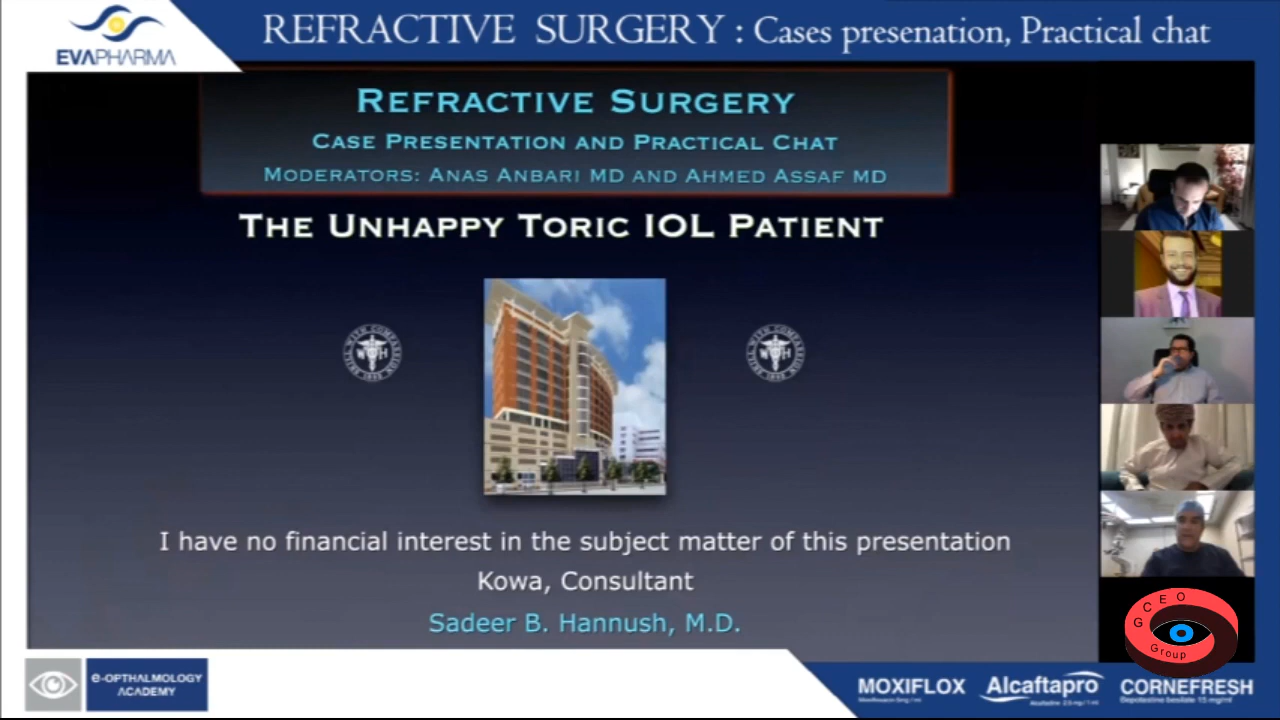 EVAPHARMA
REFRACTIVE SURGERY : Cases presenation, Practical chat
REFRACTIVE SURGERY
CASE PRESENTATION AND PRACTICAL CHAT
MODERATORS: ANAS ANBARI MD AND AHMED ASSAF MD
THE UNHAPPY TORIC IOL PATIENT
I have no financial interest in the subject matter of this presentation
Kowa, Consultant
Sadeer B. Hannush, M.D.
GCEO
Group
e-OPTHALMOLOGY
ACADEMY
MOXIFLOX
Alcaftapro
CORNEFRESH